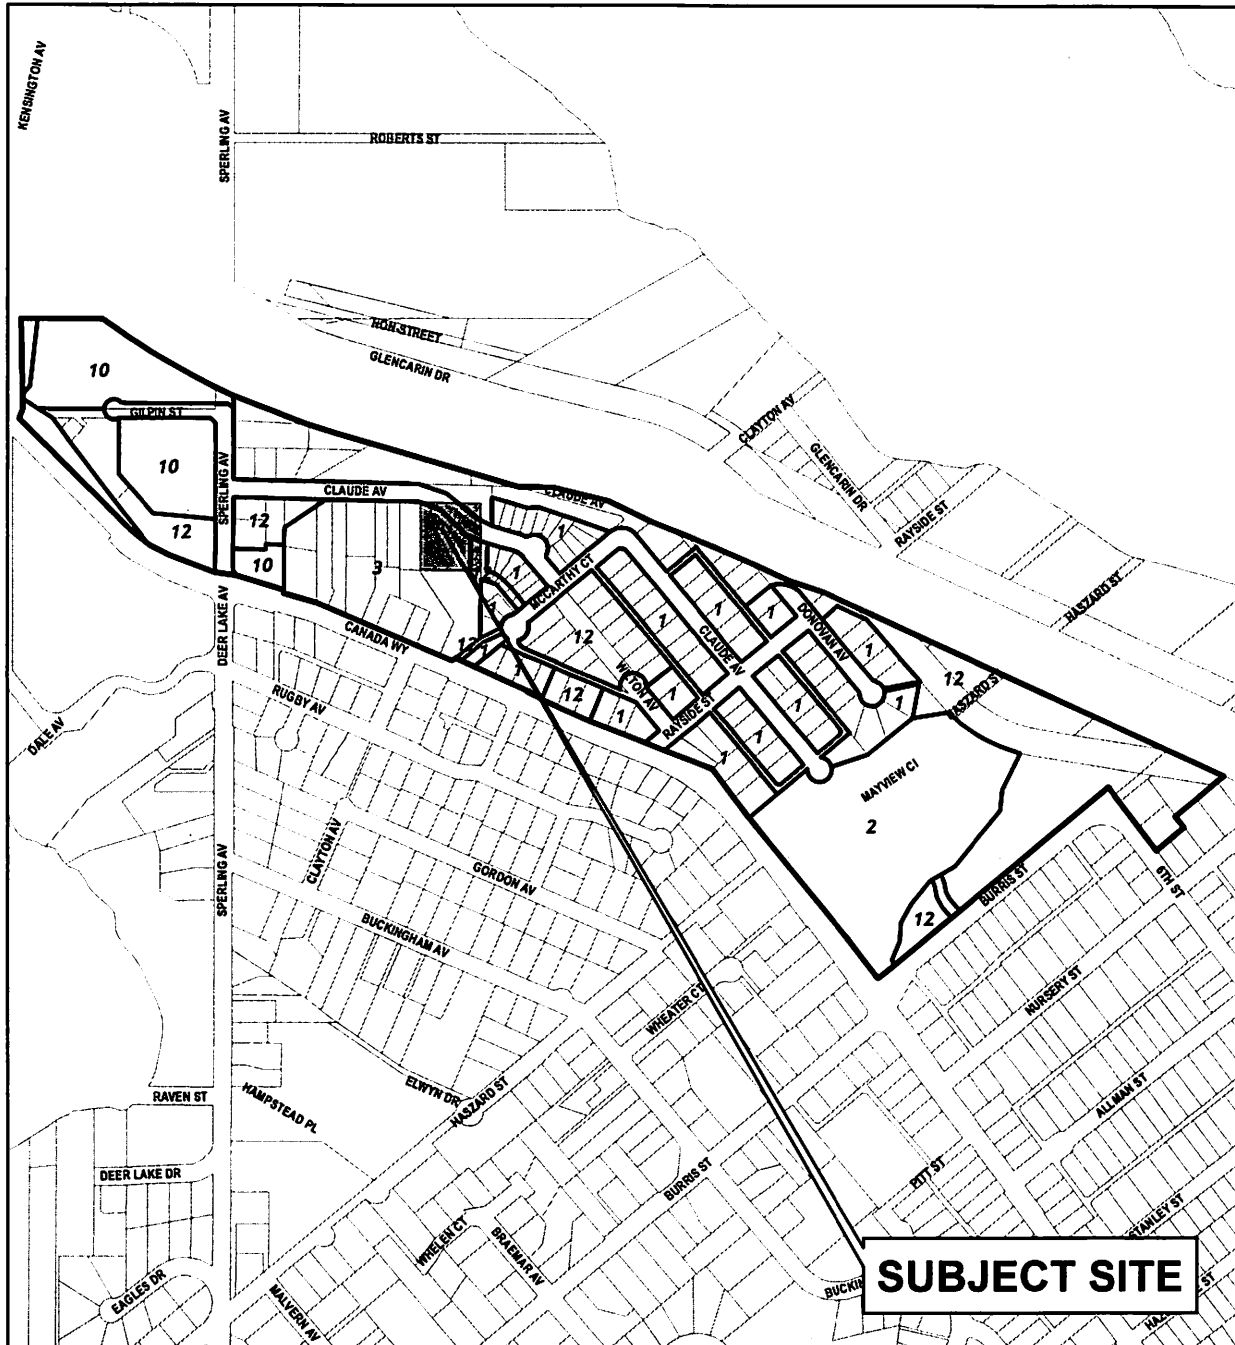 KENSINGTON AV
SPERLING AV
ROBERTS ST
NON-STREET
GLENCARIN DR
CLAYTON AV
GLENCARIN DR
RAYSIDE ST
HASZARD ST
10
GILPIN ST
10
SPERLING AV
12
12
10
CLAUDE AV
CLAUDE AV
3
1
1
1
MCCARTHY CT
12
1
12
1
12
1
WILTON AV
1
RAYSIDE ST
1
1
CLAUDE AV
1
DONOVAN AV
1
1
1
1
1
12
HASZARD ST
MAYVIEW CI
2
12
BURRIS ST
6TH ST
DEER LAKE AV
CANADA WY
RUGBY AV
DALE AV
CLAYTON AV
GORDON AV
SPERLING AV
BUCKINGHAM AV
WHEATER CT
NURSERY ST
ELWYN DR
HASZARD ST
ALLMAN ST
RAVEN ST
HAMPSTEAD PL
DEER LAKE DR
BURRIS ST
PITT ST
STANLEY ST
WHELEN CT
BRAEMAR AV
EAGLES DR
MALVERN AV
SUBJECT SITE